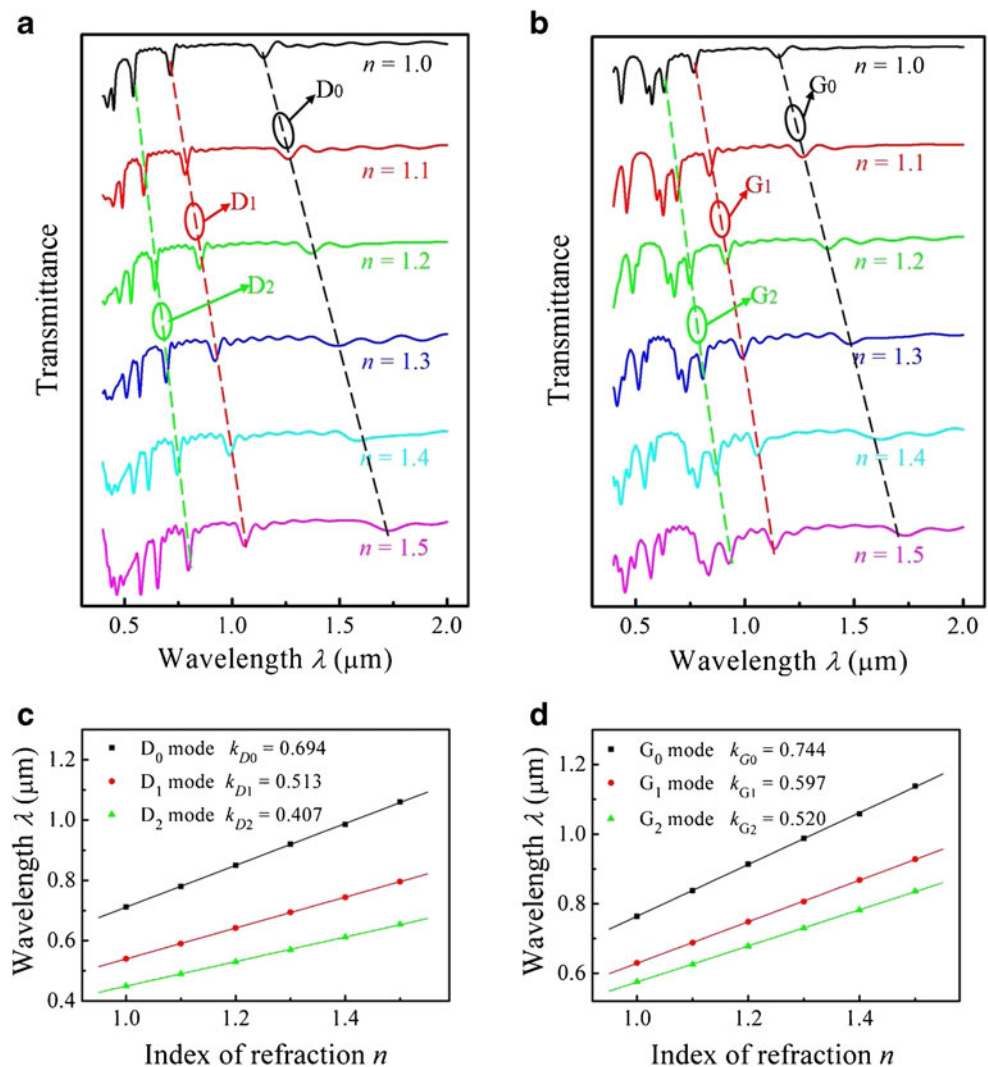 a
n = 1.0
D0
n = 1.1
D1
n = 1.2
D2
n = 1.3
n = 1.4
n = 1.5
Transmittance
0.5 1.0 1.5 2.0
Wavelength λ (μm)
b
n = 1.0
G0
n = 1.1
G1
n = 1.2
G2
n = 1.3
n = 1.4
n = 1.5
Transmittance
0.5 1.0 1.5 2.0
Wavelength λ (μm)
c
D0 mode kD0 = 0.694
D1 mode kD1 = 0.513
D2 mode kD2 = 0.407
Wavelength λ (μm)
1.2
1.0
0.8
0.6
0.4
1.0 1.2 1.4
Index of refraction n
d
G0 mode kG0 = 0.744
G1 mode kG1 = 0.597
G2 mode kG2 = 0.520
Wavelength λ (μm)
1.2
1.0
0.8
0.6
1.0 1.2 1.4
Index of refraction n